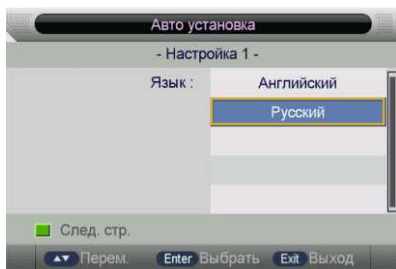 Авто установка
- Настройка 1 -
Язык : Английский
Русский
След. стр.
Перем. Enter Выбрать Exit Выход